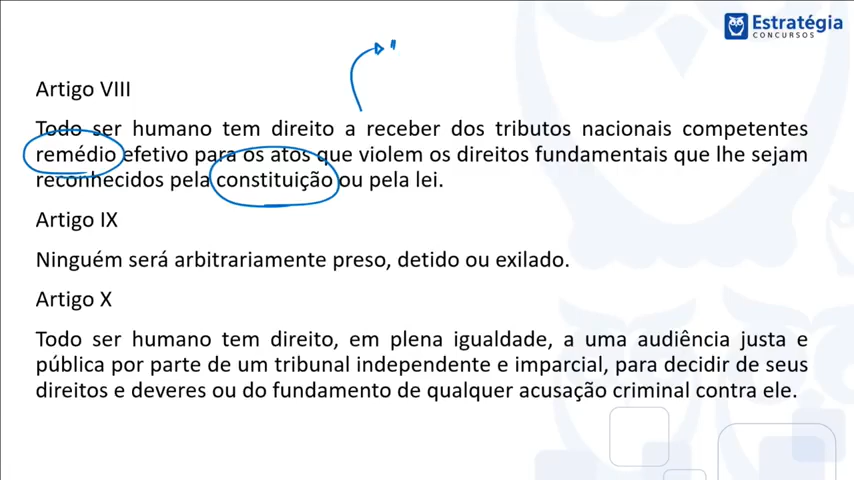 Estratégia
CONCURSOS
Artigo VIII
Todo ser humano tem direito a receber dos tributos nacionais competentes
remédio efetivo para os atos que violem os direitos fundamentais que lhe sejam
reconhecidos pela constituição ou pela lei.
Artigo IX
Ninguém será arbitrariamente preso, detido ou exilado.
Artigo X
Todo ser humano tem direito, em plena igualdade, a uma audiência justa e
pública por parte de um tribunal independente e imparcial, para decidir de seus
direitos e deveres ou do fundamento de qualquer acusação criminal contra ele.